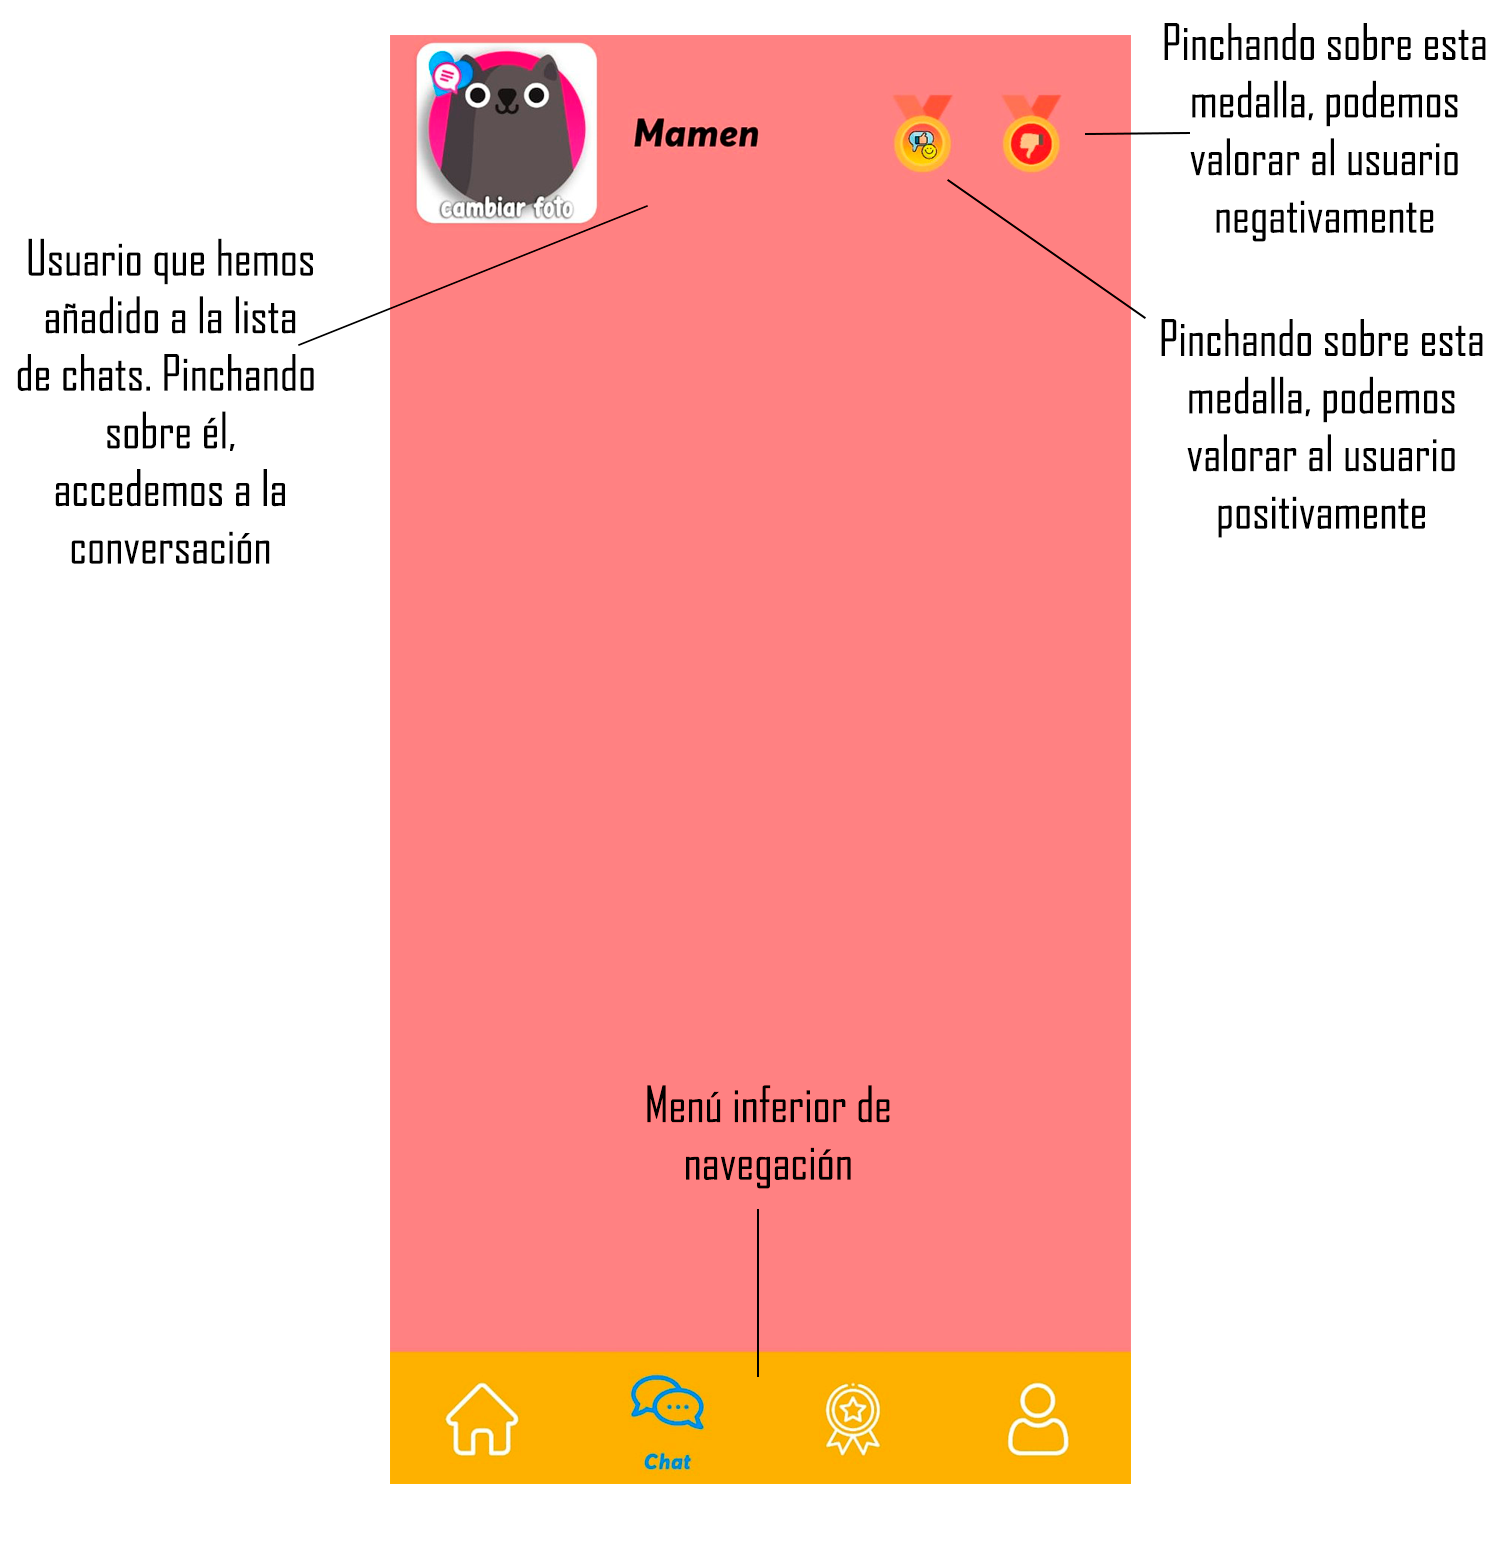 Pinchando sobre esta
medalla, podemos
valorar al usuario
negativamente
cambiar foto
Mamen
Usuario que hemos
añadido a la lista
de chats. Pinchando
sobre él,
accedemos a la
conversación
Pinchando sobre esta
medalla, podemos
valorar al usuario
positivamente
Menú inferior de
navegación
Chat